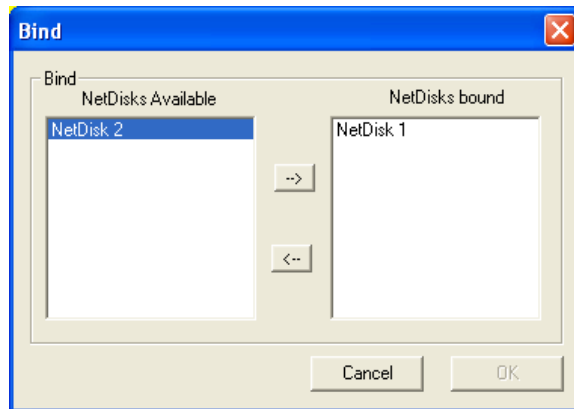 Bind
Bind
NetDisks Available
NetDisks bound
NetDisk 2
NetDisk 1
-->
<--
Cancel
OK